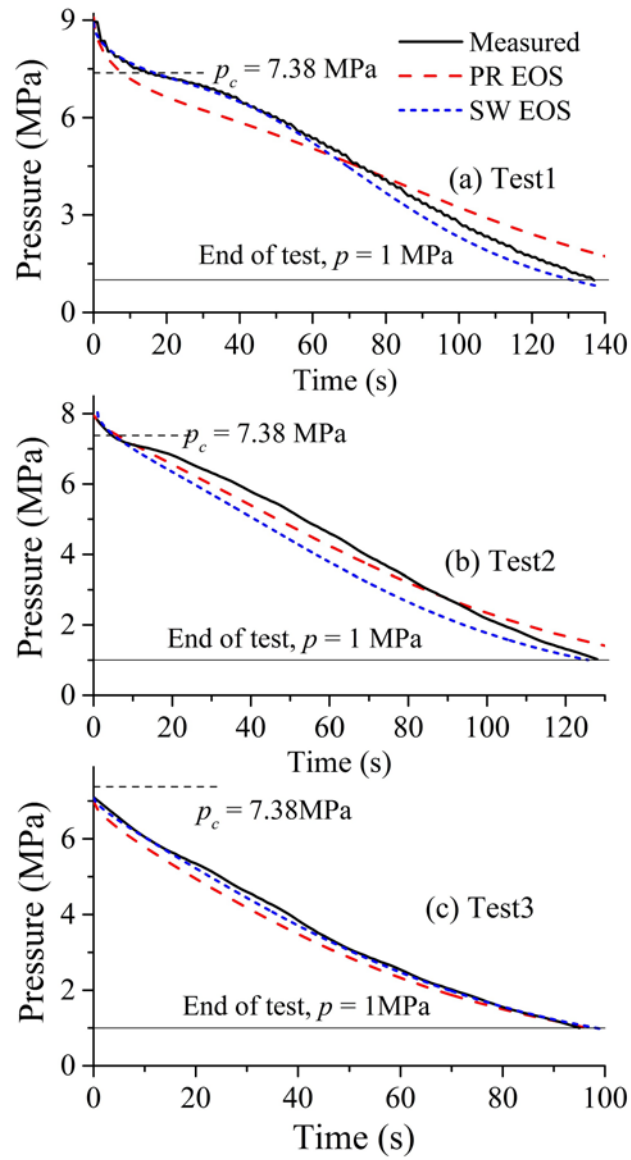 9
6
3
0
Pressure (MPa)
p_c = 7.38 MPa
Measured
PR EOS
SW EOS
(a) Test1
End of test, p = 1 MPa
0 20 40 60 80 100 120 140
Time (s)
8
6
4
2
0
Pressure (MPa)
p_c = 7.38 MPa
(b) Test2
End of test, p = 1 MPa
0 20 40 60 80 100 120
Time (s)
6
4
2
0
Pressure (MPa)
p_c = 7.38MPa
(c) Test3
End of test, p = 1MPa
0 20 40 60 80 100
Time (s)